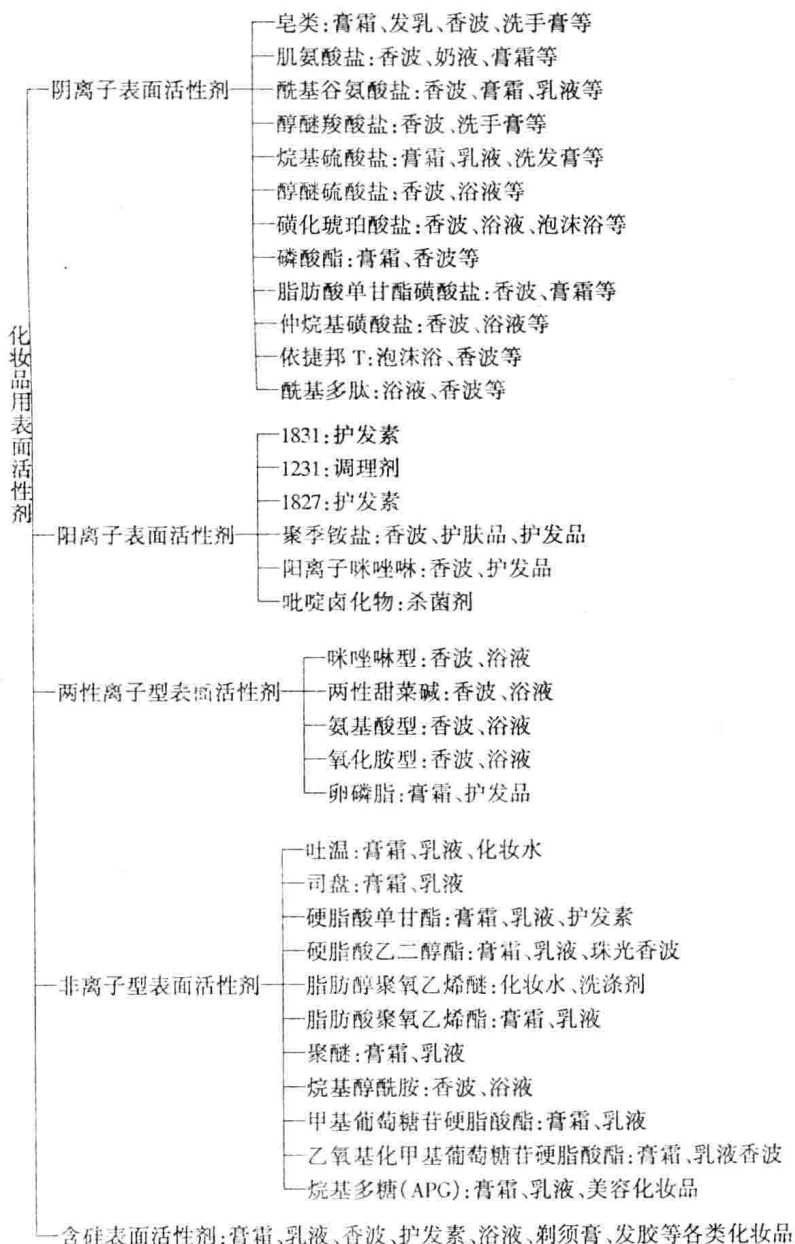 化妆品用表面活性剂
阴离子表面活性剂
皂类:膏霜、发乳、香波、洗手膏等
肌氨酸盐:香波、奶液、膏霜等
酰基谷氨酸盐:香波、膏霜、乳液等
醇醚羧酸盐:香波、洗手膏等
烷基硫酸盐:膏霜、乳液、洗发膏等
醇醚硫酸盐:香波、浴液等
磺化琥珀酸盐:香波、浴液、泡沫浴等
磷酸酯:膏霜、香波等
脂肪酸单甘酯磺酸盐:香波、膏霜等
仲烷基磺酸盐:香波、浴液等
依捷邦 T:泡沫浴、香波等
酰基多肽:浴液、香波等
阳离子表面活性剂
1831:护发素
1231:调理剂
1827:护发素
聚季铵盐:香波、护肤品、护发品
阳离子咪唑啉:香波、护发品
吡啶卤化物:杀菌剂
两性离子型表面活性剂
咪唑啉型:香波、浴液
两性甜菜碱:香波、浴液
氨基酸型:香波、浴液
氧化胺型:香波、浴液
卵磷脂:膏霜、护发品
非离子型表面活性剂
吐温:膏霜、乳液、化妆水
司盘:膏霜、乳液
硬脂酸单甘酯:膏霜、乳液、护发素
硬脂酸乙二醇酯:膏霜、乳液、珠光香波
脂肪醇聚氧乙烯醚:化妆水、洗涤剂
脂肪酸聚氧乙烯酯:膏霜、乳液
聚醚:膏霜、乳液
烷基醇酰胺:香波、浴液
甲基葡萄糖苷硬脂酸酯:膏霜、乳液
乙氧基化甲基葡萄糖苷硬脂酸酯:膏霜、乳液香波
烷基多糖(APG):膏霜、乳液、美容化妆品
含硅表面活性剂:膏霜、乳液、香波、护发素、浴液、剃须膏、发胶等各类化妆品